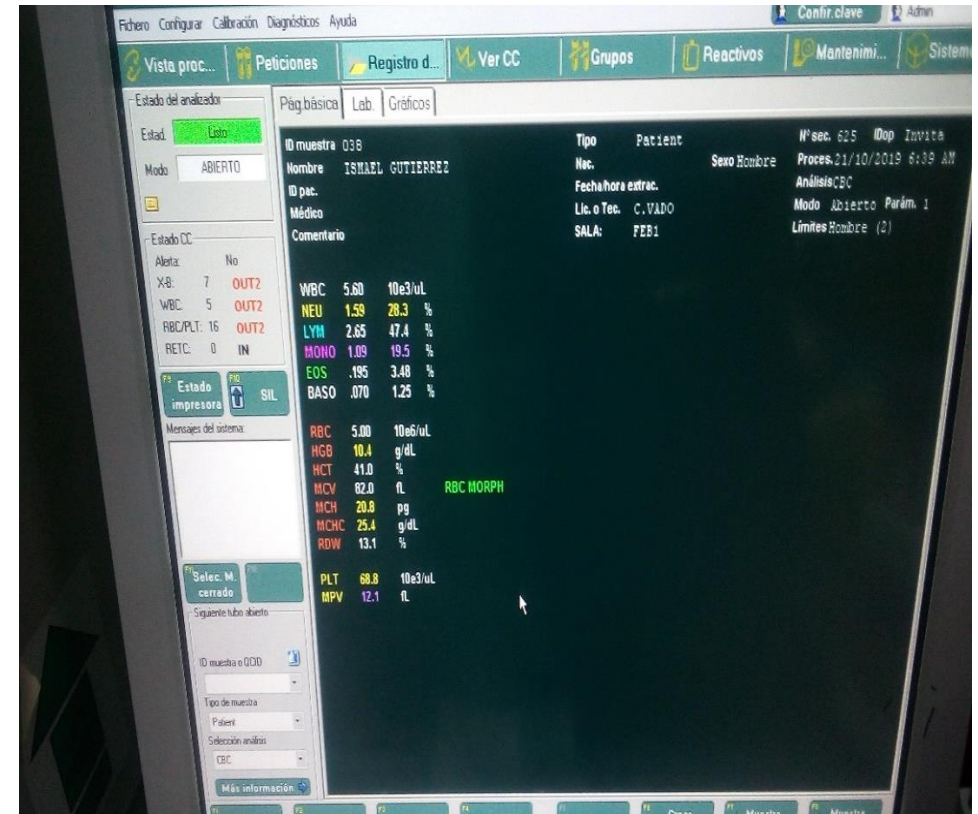 Confir.clave Admin
Fichero Configurar Calibración Diagnósticos Ayuda
Vista proc... Peticiones Registro d... Ver CC Grupos Reactivos Mantenimi... Sistem
Estado del analizador
Pág.básica Lab. Gráficos
Estad. Listo
Modo ABIERTO
ID muestra 038 Tipo Patient Nº sec. 625 IDop Invita
Nombre ISMAEL GUTIERREZ Nac. Sexo Hombre Proces. 21/10/2019 6:39 AM
ID pac. Fecha/hora extrac. Análisis CBC
Médico Lic. o Tec. C.VADO Modo Abierto Parám. 1
Comentario SALA: FEB1 Límites Hombre (2)
Estado CC
Alerta: No
X-B: 7 OUT2
WBC: 5 OUT2
RBC/PLT: 16 OUT2
RETC: 0 IN
WBC 5.60 10e3/uL
NEU 1.59 28.3 %
LYM 2.65 47.4 %
MONO 1.09 19.5 %
EOS .195 3.48 %
BASO .070 1.25 %
RBC 5.00 10e6/uL
HGB 10.4 g/dL
HCT 41.0 %
MCV 82.0 fL RBC MORPH
MCH 20.8 pg
MCHC 25.4 g/dL
RDW 13.1 %
PLT 68.8 10e3/uL
MPV 12.1 fL
F9 Estado impresora F10 SIL
Mensajes del sistema:
F11 Selec. M. cerrado
Siguiente tubo abierto
ID muestra o QCID
Tipo de muestra
Patient
Selección análisis
CBC
Más información